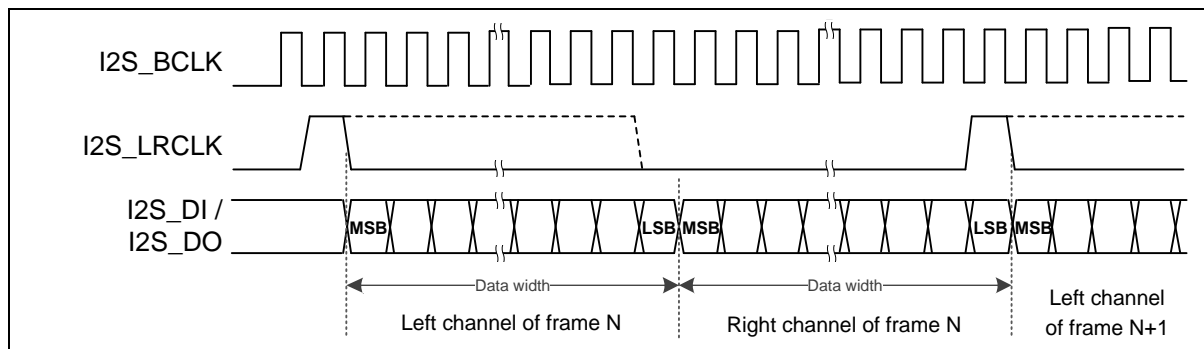 I2S_BCLK
I2S_LRCLK
I2S_DI /
I2S_DO
MSB
LSB
MSB
LSB
MSB
Data width
Data width
Left channel of frame N
Right channel of frame N
Left channel
of frame N+1